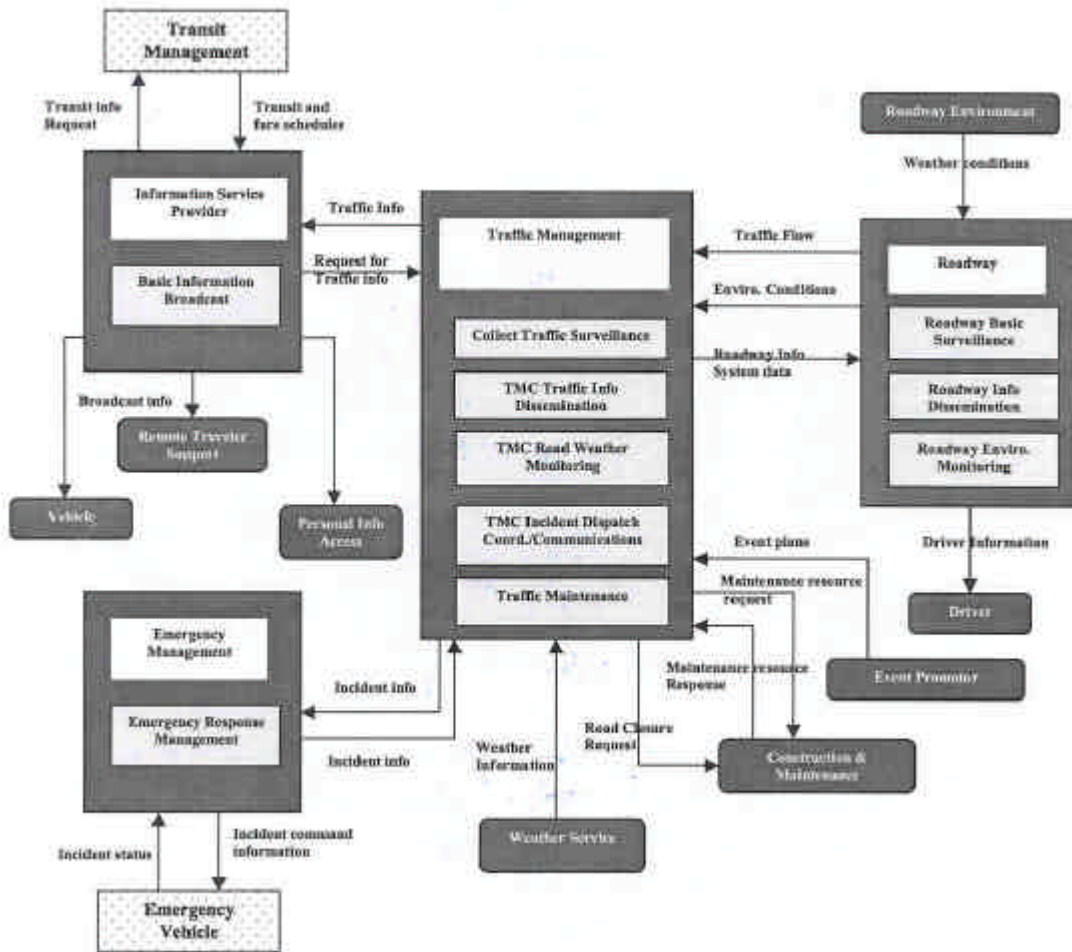 Transit
Management
Transit info
Request
Transit and
fare scheduler
Roadway Environment
Weather conditions
Information Service
Provider
Basic Information
Broadcast
Traffic Info
Request for
Traffic info
Traffic Management
Collect Traffic Surveillance
TMC Traffic Info
Dissemination
TMC Road Weather
Monitoring
TMC Incident Dispatch
Coord./Communications
Traffic Maintenance
Traffic Flow
Enviro. Conditions
Roadway Info
System data
Roadway
Roadway Basic
Surveillance
Roadway Info
Dissemination
Roadway Enviro.
Monitoring
Broadcast info
Remote Traveler
Support
Vehicle
Personal Info
Access
Event plans
Maintenance resource
request
Driver Information
Driver
Event Promoter
Emergency
Management
Emergency Response
Management
Incident info
Incident info
Maintenance resource
Response
Weather
Information
Road Closure
Request
Construction &
Maintenance
Weather Service
Incident status
Incident command
information
Emergency
Vehicle